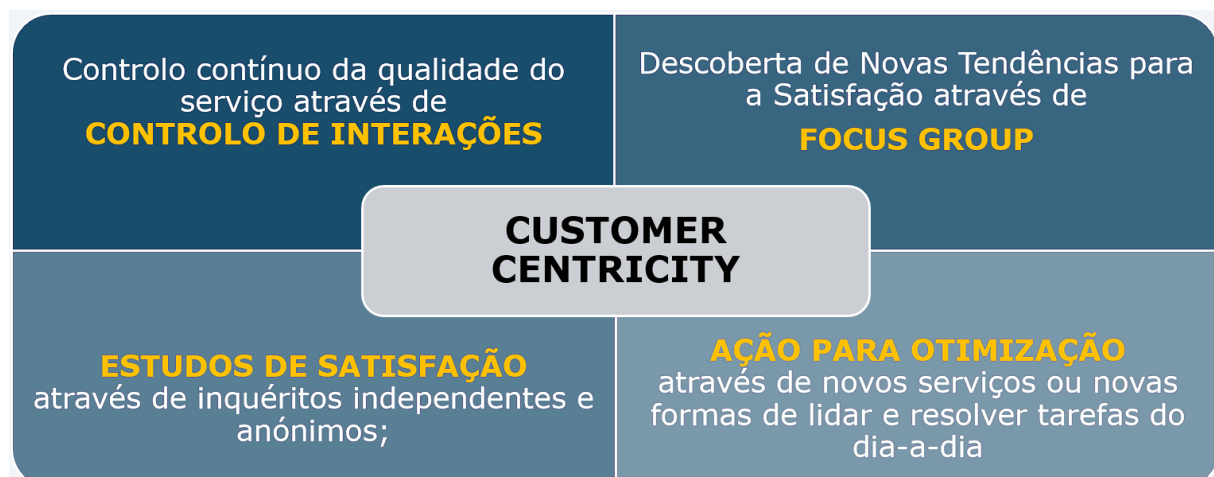 Controlo contínuo da qualidade do
serviço através de
CONTROLO DE INTERAÇÕES
Descoberta de Novas Tendências para
a Satisfação através de
FOCUS GROUP
CUSTOMER
CENTRICITY
ESTUDOS DE SATISFAÇÃO
através de inquéritos independentes e
anónimos;
AÇÃO PARA OTIMIZAÇÃO
através de novos serviços ou novas
formas de lidar e resolver tarefas do
dia-a-dia